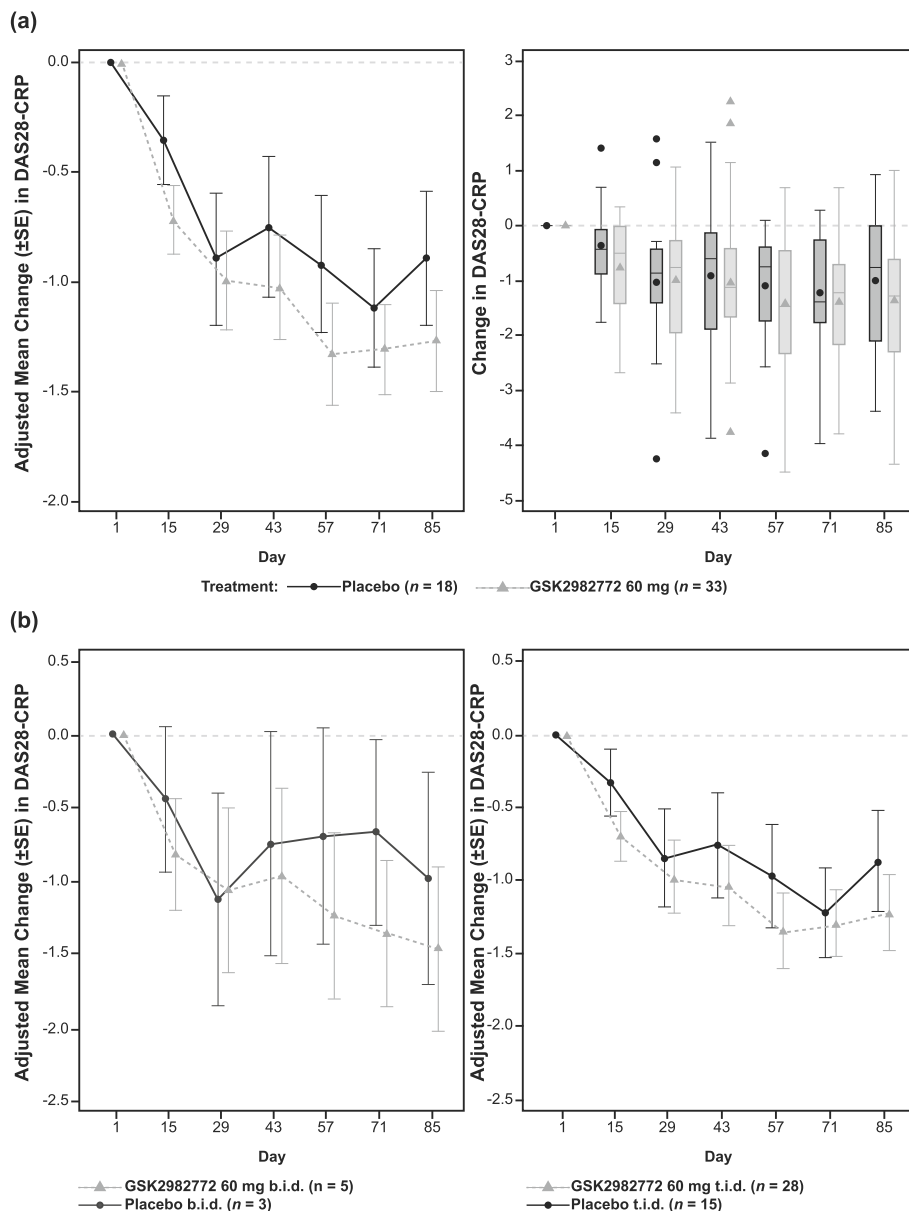 (a)
Adjusted Mean Change (±SE) in DAS28-CRP
0.0
-0.5
-1.0
-1.5
-2.0
1 15 29 43 57 71 85
Day
Change in DAS28-CRP
3
2
1
0
-1
-2
-3
-4
-5
1 15 29 43 57 71 85
Day
Treatment: Placebo (n = 18) GSK2982772 60 mg (n = 33)
(b)
Adjusted Mean Change (±SE) in DAS28-CRP
0.5
0.0
-0.5
-1.0
-1.5
-2.0
-2.5
1 15 29 43 57 71 85
Day
GSK2982772 60 mg b.i.d. (n = 5)
Placebo b.i.d. (n = 3)
Adjusted Mean Change (±SE) in DAS28-CRP
0.5
0.0
-0.5
-1.0
-1.5
-2.0
-2.5
1 15 29 43 57 71 85
Day
GSK2982772 60 mg t.i.d. (n = 28)
Placebo t.i.d. (n = 15)